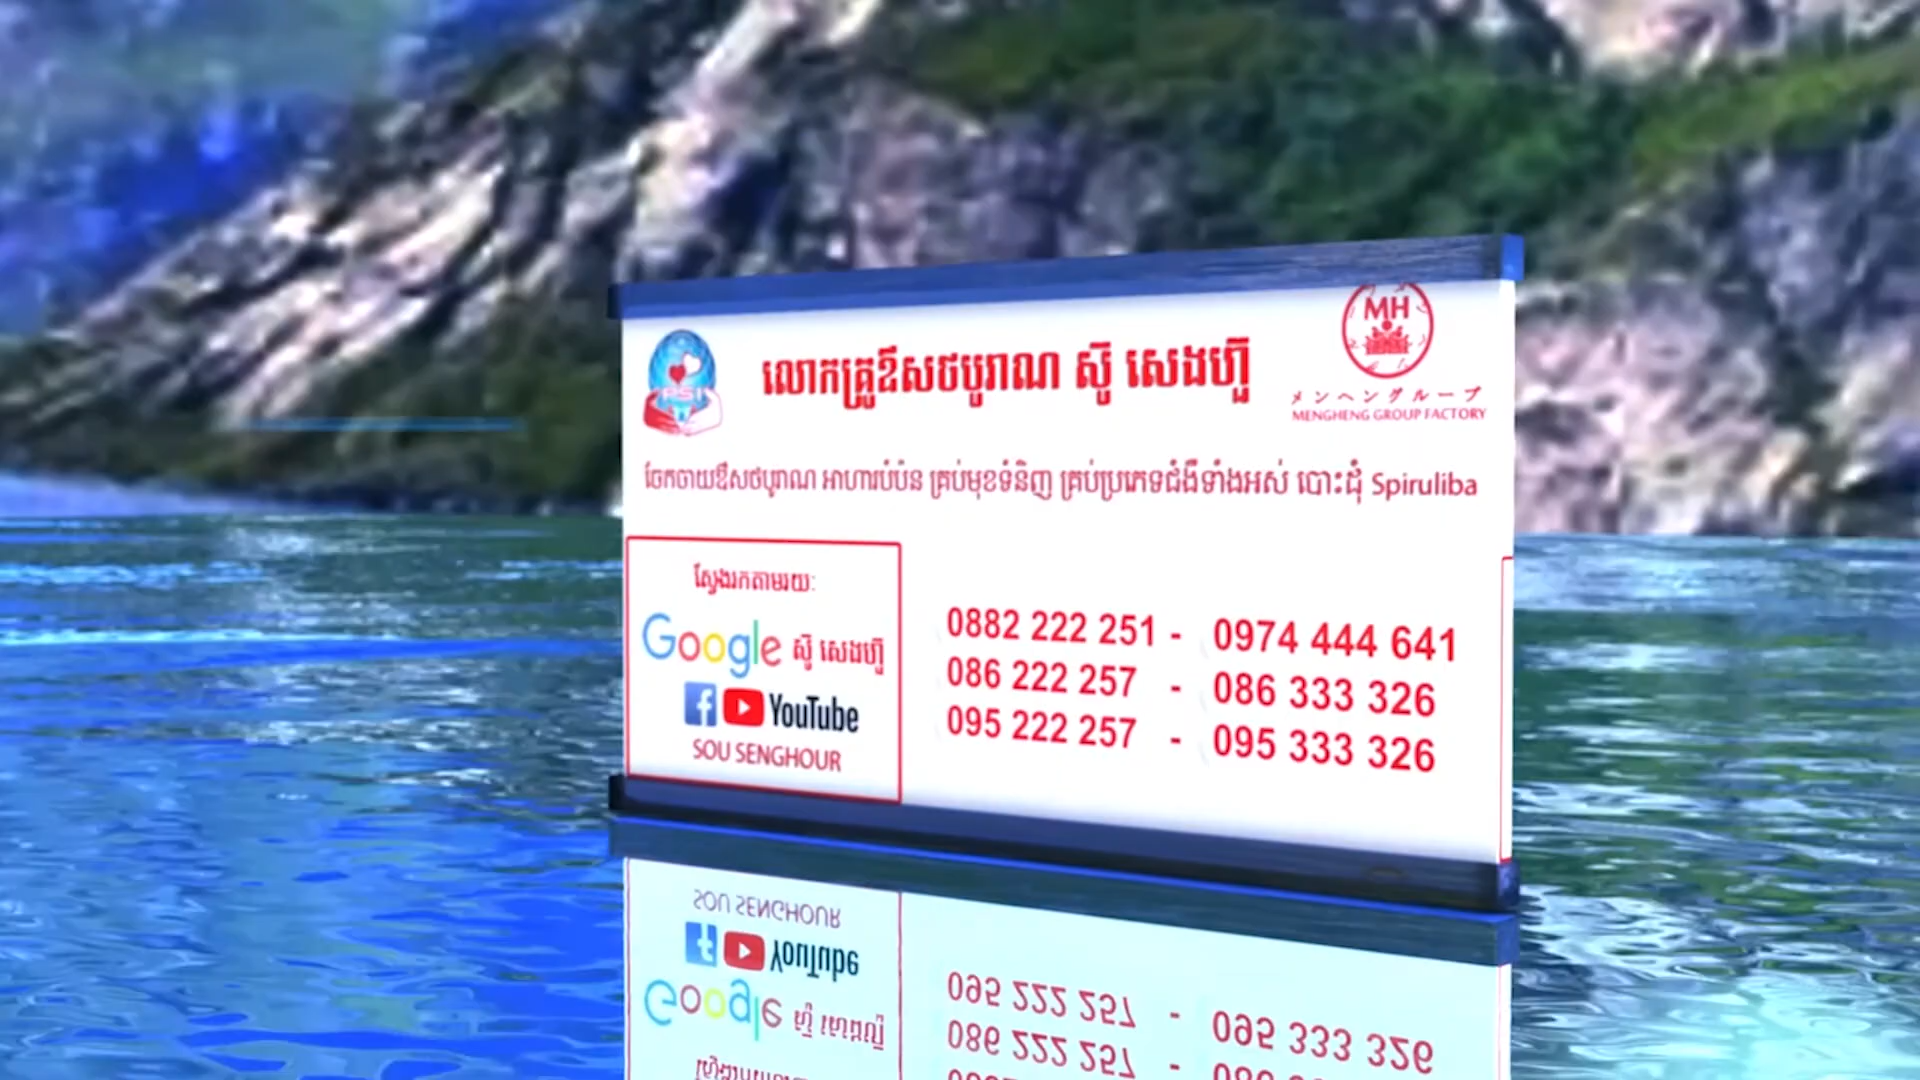 MH
メンヘングループ
MENGHENG GROUP FACTORY
PSI
លោកគ្រូឱសថបូរាណ ស៊ូ សេងហ៊ួ
ចែកចាយឱសថបូរាណ អាហារបំប៉ន គ្រប់មុខទំនិញ គ្រប់ប្រភេទជំងឺទាំងអស់ បោះដុំ Spiruliba
ស្វែងរកតាមរយៈ
Google ស៊ូ សេងហ៊ួ
f YouTube
SOU SENGHOUR
0882 222 251 - 0974 444 641
086 222 257 - 086 333 326
095 222 257 - 095 333 326